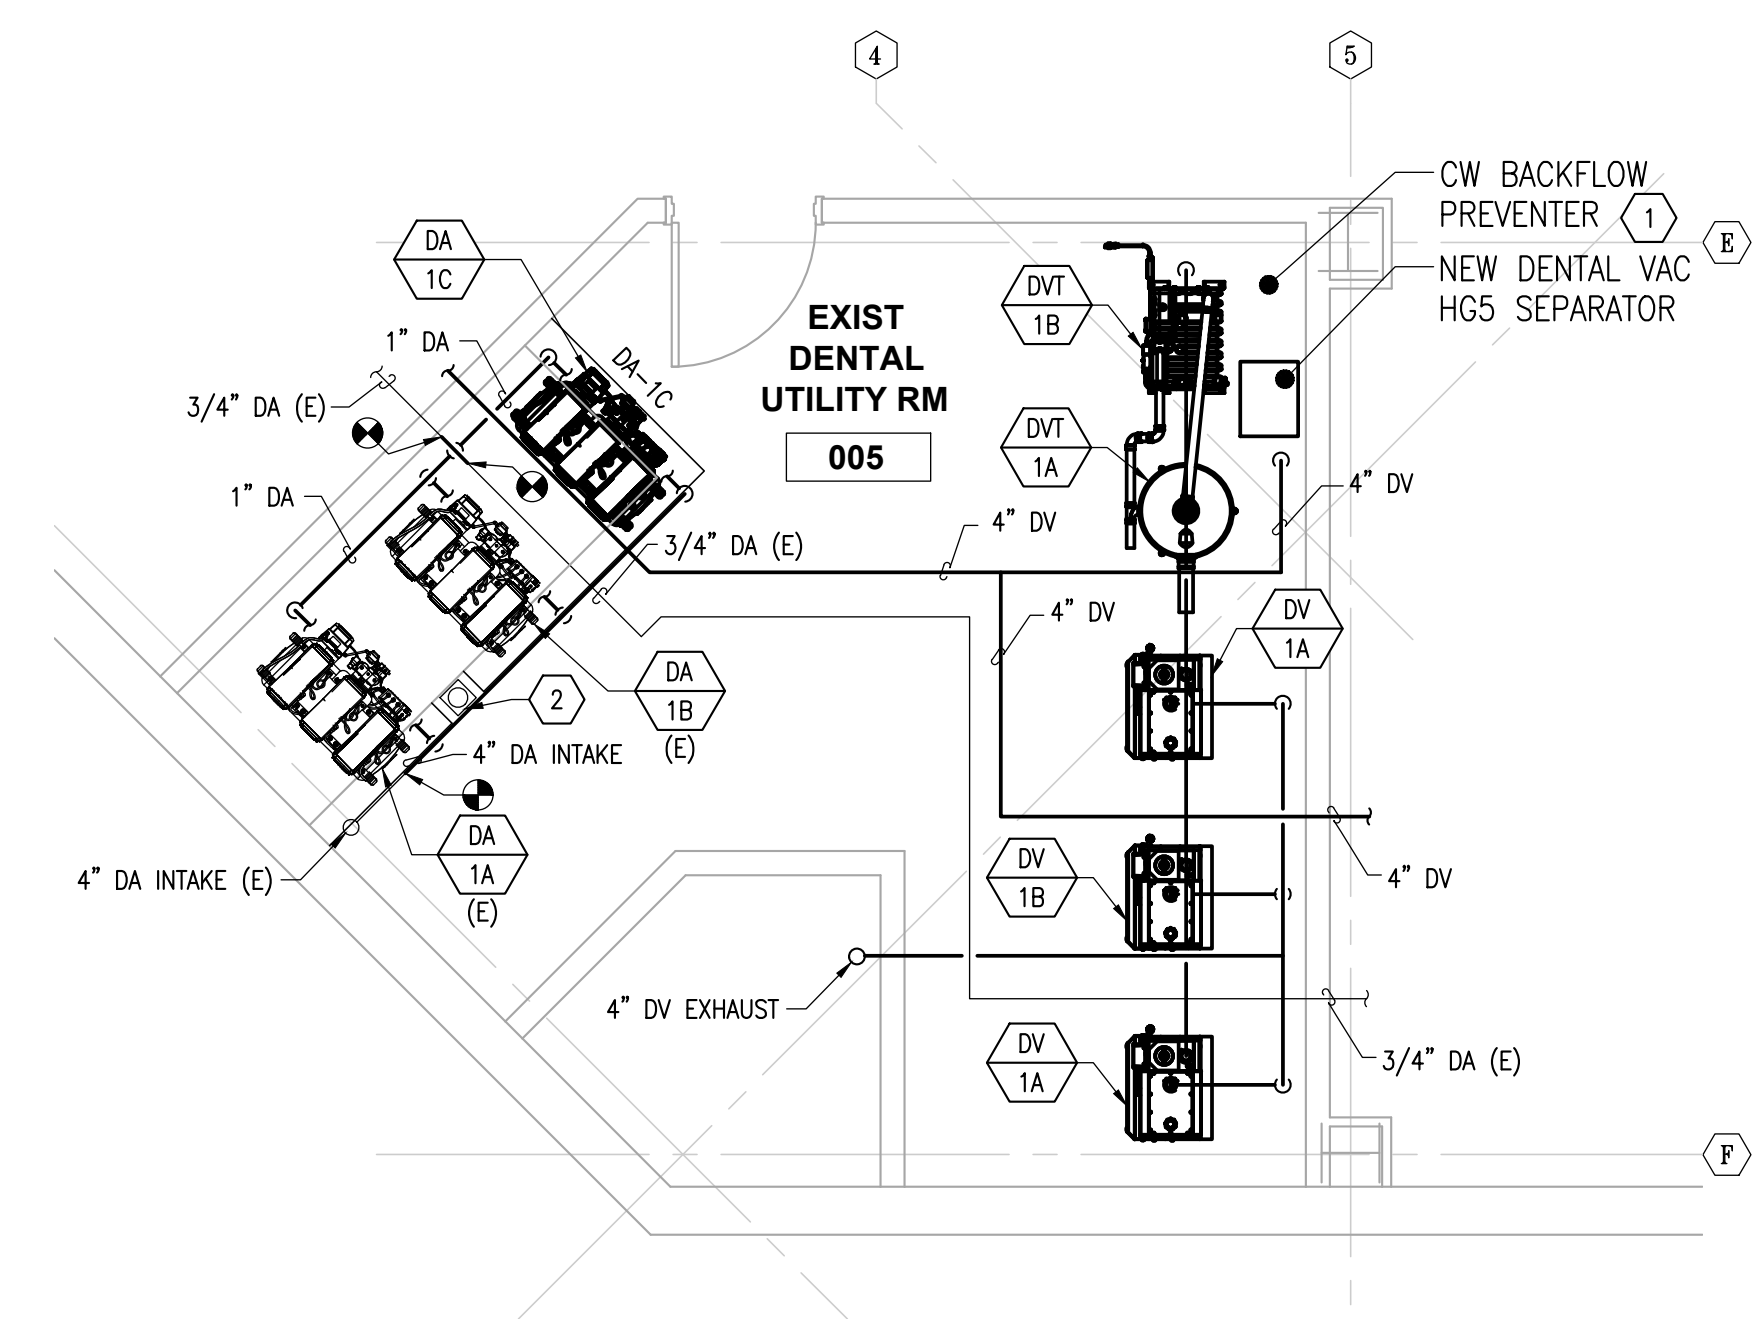 4
5
CW BACKFLOW
PREVENTER 1
E
NEW DENTAL VAC
HG5 SEPARATOR
DA
1C
DVT
1B
EXIST
DENTAL
UTILITY RM
005
1” DA
DA-1C
3/4” DA (E)
DVT
1A
1” DA
4” DV
4” DV
3/4” DA (E)
4” DV
DV
1A
DA
1B
(E)
2
4” DA INTAKE
DA
1A
(E)
4” DA INTAKE (E)
DV
1B
4” DV
4” DV EXHAUST
DV
1A
3/4” DA (E)
F